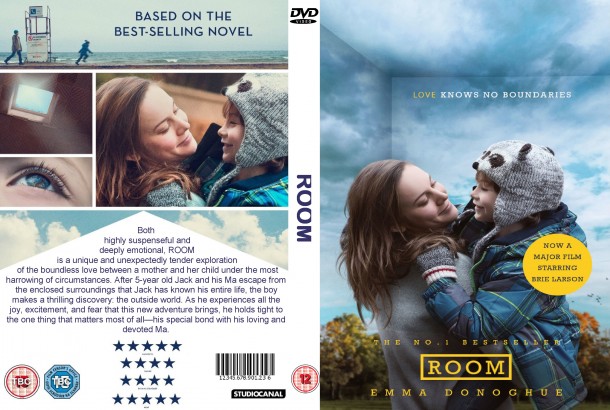 BASED ON THE
BEST-SELLING NOVEL
Both
highly suspenseful and
deeply emotional, ROOM
is a unique and unexpectedly tender exploration
of the boundless love between a mother and her child under the most
harrowing of circumstances. After 5-year old Jack and his Ma escape from
the enclosed surroundings that Jack has known his entire life, the boy
makes a thrilling discovery: the outside world. As he experiences all the
joy, excitement, and fear that this new adventure brings, he holds tight to
the one thing that matters most of all—his special bond with his loving and
devoted Ma.
TBC
TBC
12345 678 901 23 6
STUDIOCANAL
12
DVD
VIDEO
ROOM
LOVE KNOWS NO BOUNDARIES
NOW A
MAJOR FILM
STARRING
BRIE LARSON
THE NO.1 BESTSELLER
ROOM
EMMA DONOGHUE